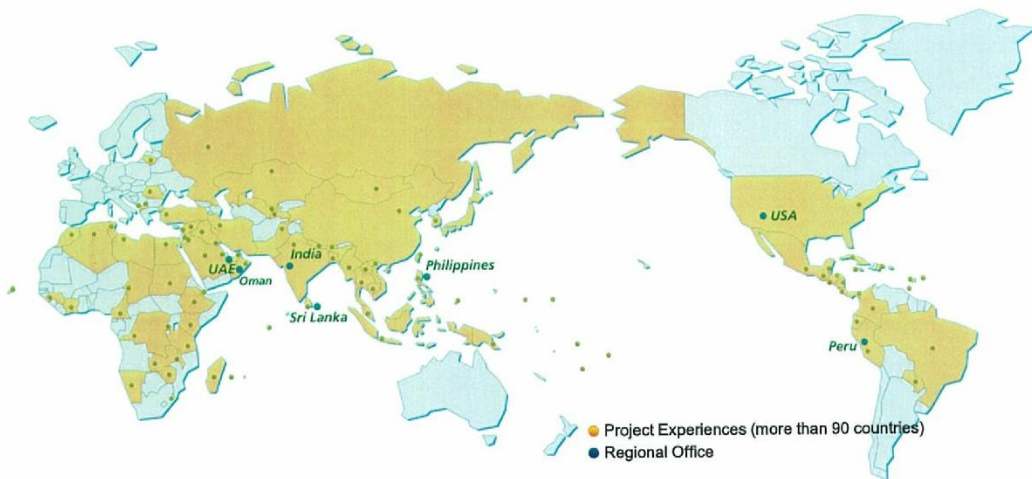 USA
India
UAE
Oman
Philippines
Sri Lanka
Peru
Project Experiences (more than 90 countries)
Regional Office